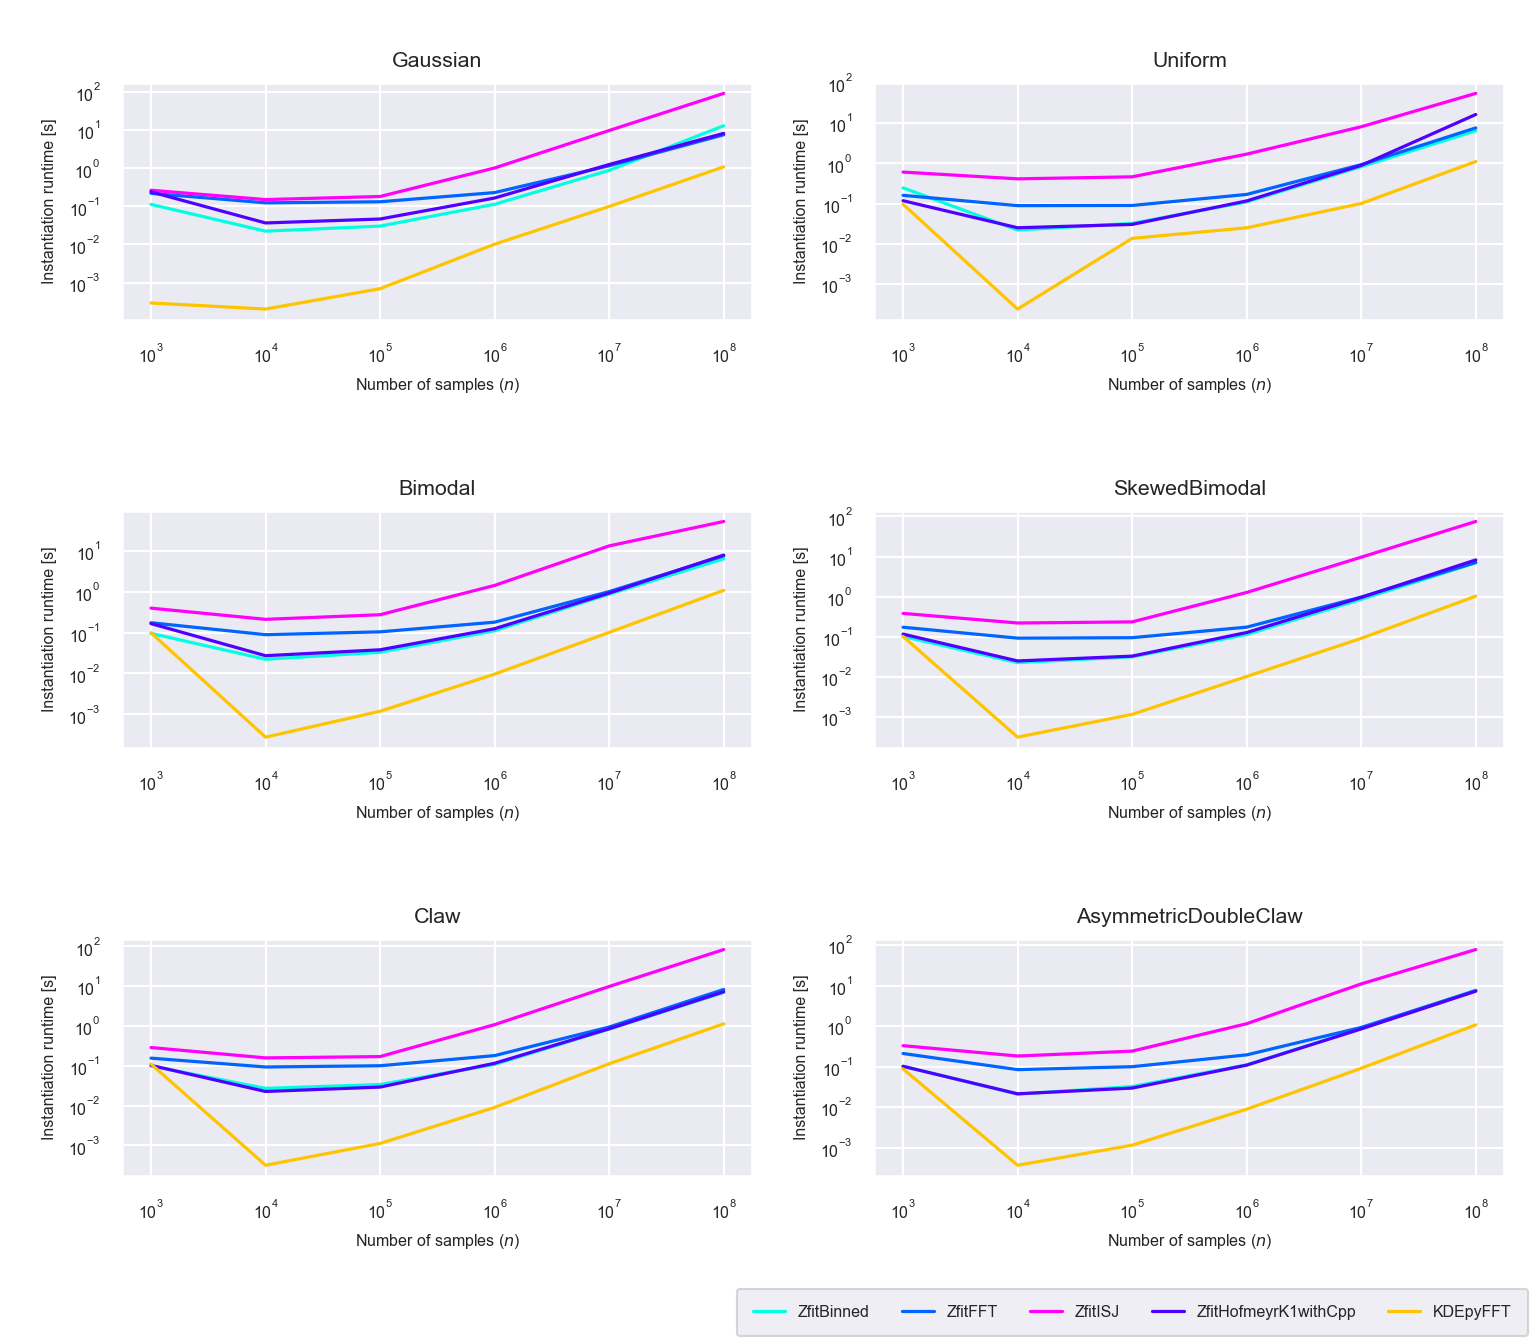 Gaussian
Instantiation runtime [s]
10^2
10^1
10^0
10^−1
10^−2
10^−3
10^3 10^4 10^5 10^6 10^7 10^8
Number of samples (n)
Uniform
Instantiation runtime [s]
10^2
10^1
10^0
10^−1
10^−2
10^−3
10^3 10^4 10^5 10^6 10^7 10^8
Number of samples (n)
Bimodal
Instantiation runtime [s]
10^1
10^0
10^−1
10^−2
10^−3
10^3 10^4 10^5 10^6 10^7 10^8
Number of samples (n)
SkewedBimodal
Instantiation runtime [s]
10^2
10^1
10^0
10^−1
10^−2
10^−3
10^3 10^4 10^5 10^6 10^7 10^8
Number of samples (n)
Claw
Instantiation runtime [s]
10^2
10^1
10^0
10^−1
10^−2
10^−3
10^3 10^4 10^5 10^6 10^7 10^8
Number of samples (n)
AsymmetricDoubleClaw
Instantiation runtime [s]
10^2
10^1
10^0
10^−1
10^−2
10^−3
10^3 10^4 10^5 10^6 10^7 10^8
Number of samples (n)
ZfitBinned ZfitFFT ZfitISJ ZfitHofmeyrK1withCpp KDEpyFFT